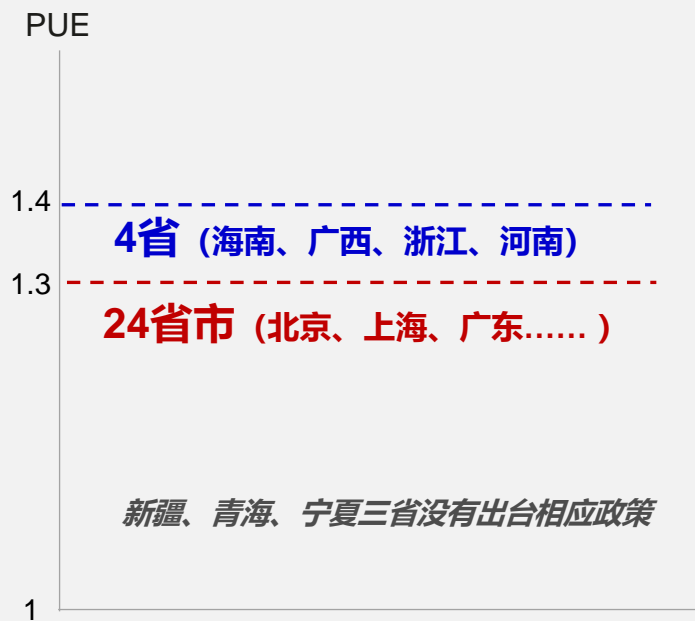 PUE
1.4
4省（海南、广西、浙江、河南）
1.3
24省市（北京、上海、广东...... ）
新疆、青海、宁夏三省没有出台相应政策
1